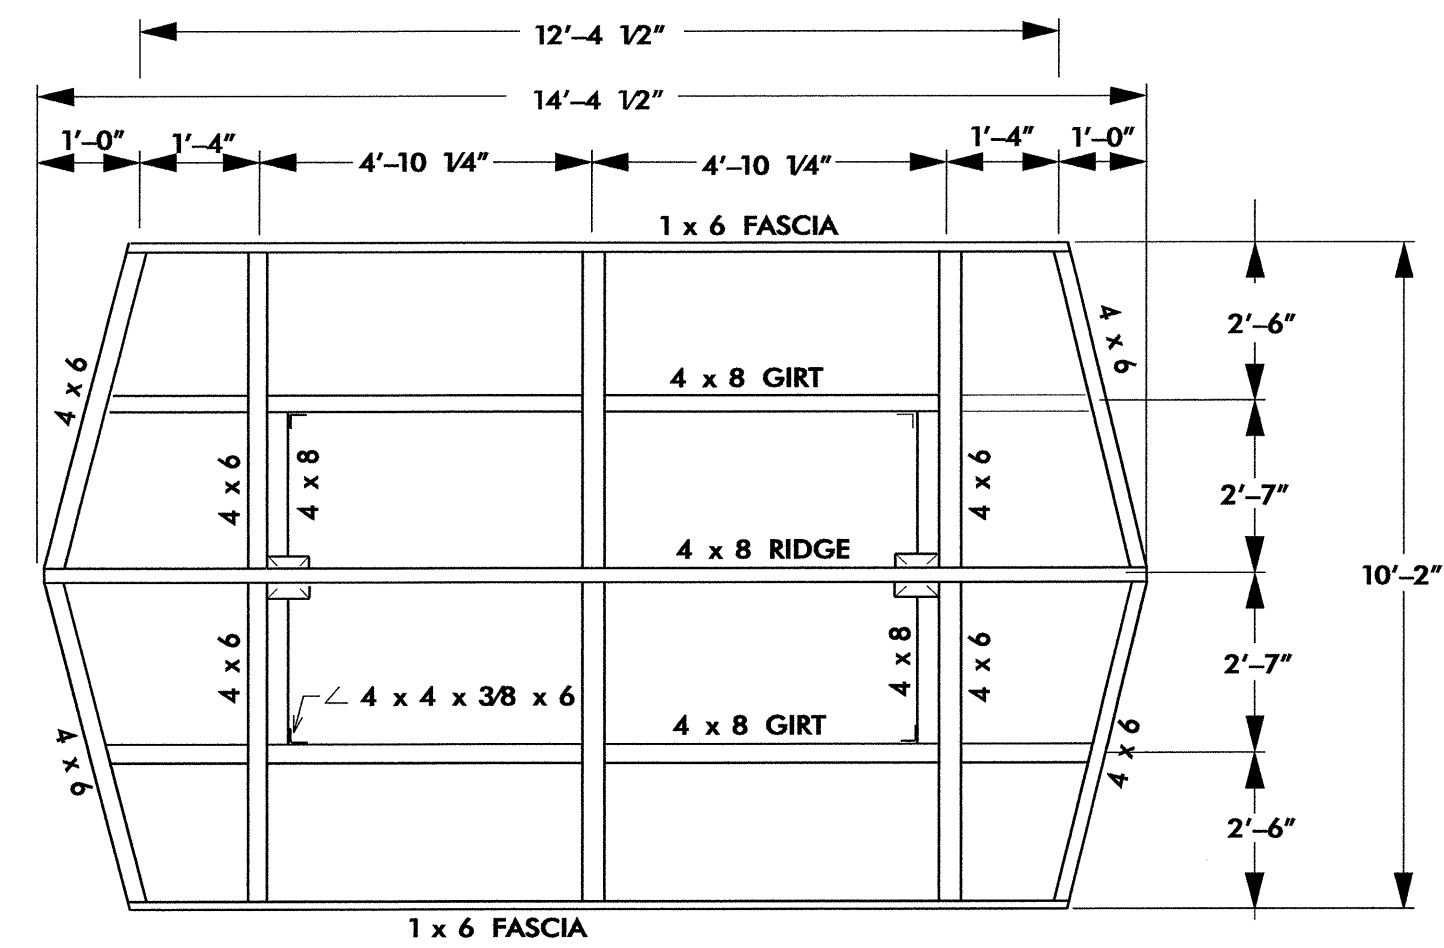 12'–4 1/2"
14'–4 1/2"
1'–0" 1'–4" 4'–10 1/4" 4'–10 1/4" 1'–4" 1'–0"
1 x 6 FASCIA
4 x 6
2'–6"
4 x 6
4 x 8 GIRT
4 x 6
4 x 8
4 x 6
2'–7"
4 x 8 RIDGE
10'–2"
4 x 6
4 x 8
4 x 6
2'–7"
∠ 4 x 4 x 3/8 x 6
4 x 8 GIRT
4 x 6
4 x 6
2'–6"
1 x 6 FASCIA